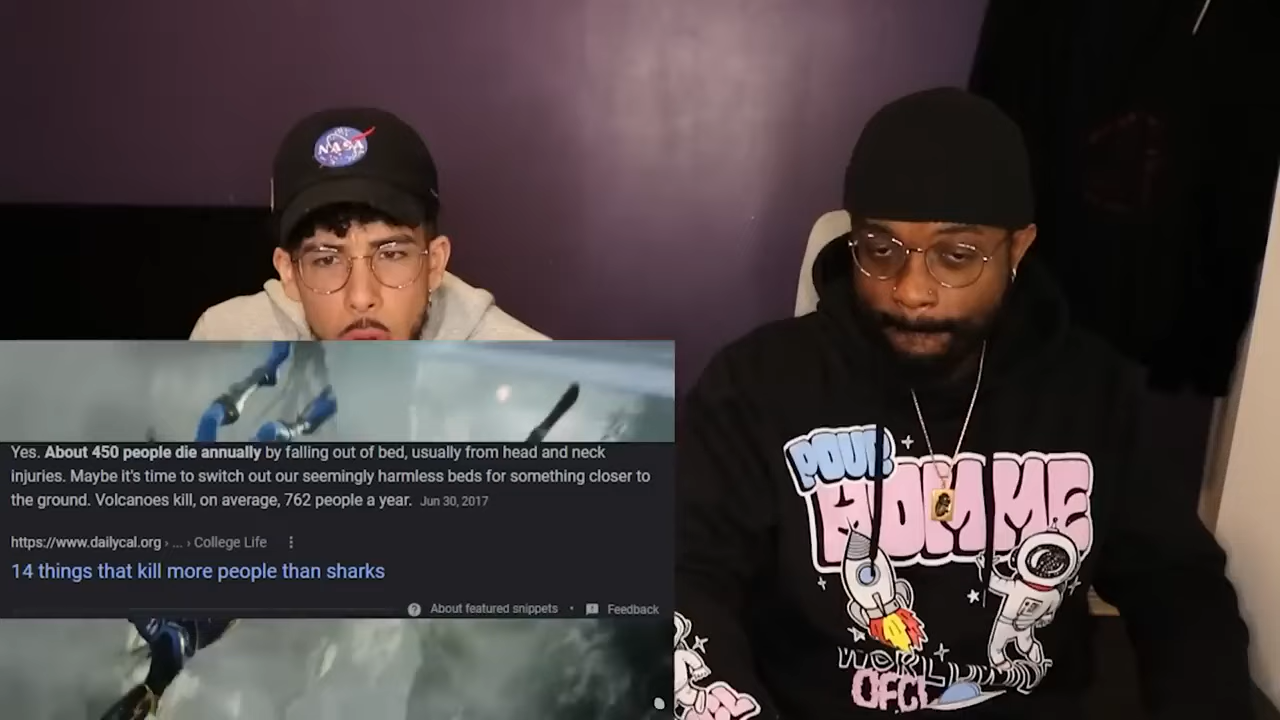 NASA
Yes. About 450 people die annually by falling out of bed, usually from head and neck
injuries. Maybe it's time to switch out our seemingly harmless beds for something closer to
the ground. Volcanoes kill, on average, 762 people a year. Jun 30, 2017
https://www.dailycal.org › ... › College Life
14 things that kill more people than sharks
About featured snippets • Feedback
POUR
HOMME
WORLDWIDE
OFCL